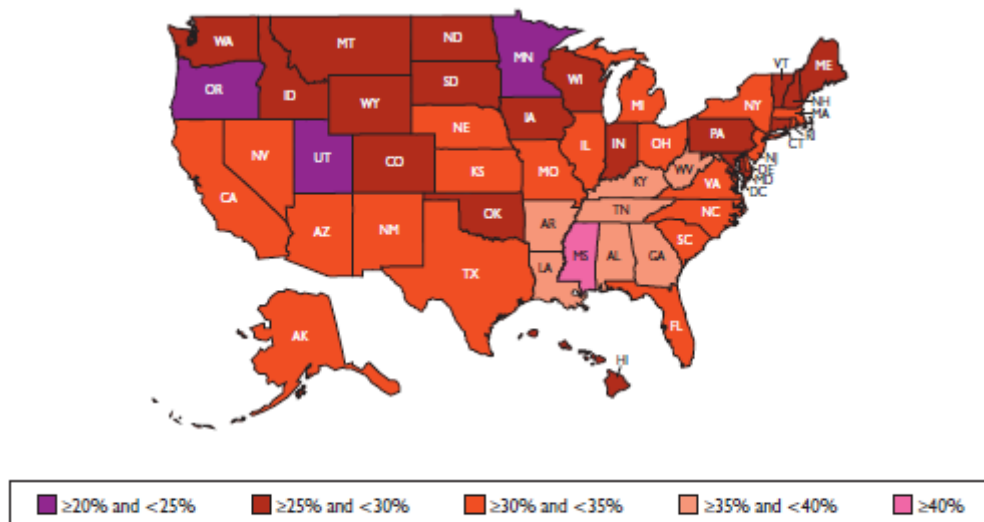 WA
MT
ND
MN
VT
ME
OR
ID
SD
WI
WY
MI
NY
NH
MA
RI
CT
IA
NE
PA
NV
UT
CO
IL
IN
OH
NJ
DE
MD
DC
CA
KS
MO
KY
WV
VA
AZ
NM
OK
AR
TN
NC
SC
TX
LA
MS
AL
GA
AK
FL
HI
≥20% and <25%
≥25% and <30%
≥30% and <35%
≥35% and <40%
≥40%